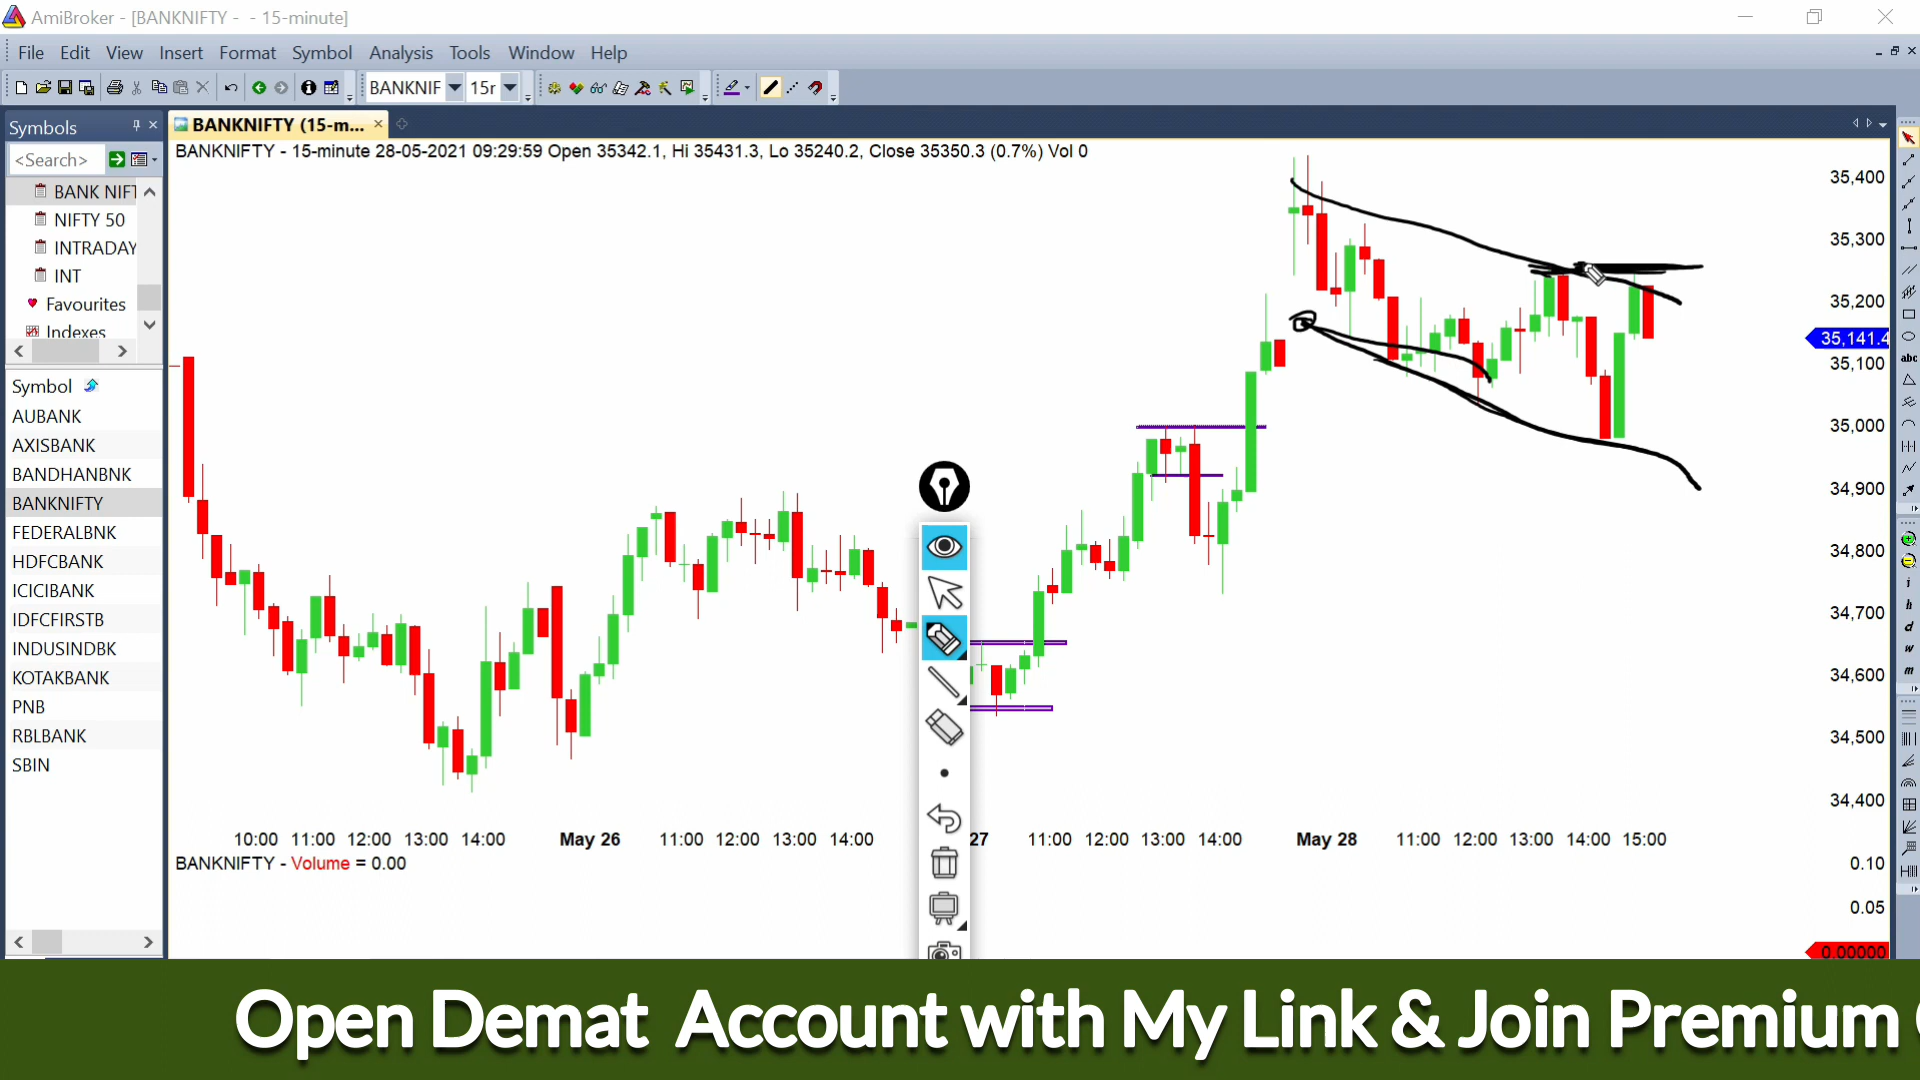 AmiBroker - [BANKNIFTY - - 15-minute]
File Edit View Insert Format Symbol Analysis Tools Window Help
BANKNIF 15r
Symbols
BANKNIFTY (15-m...
<Search>
BANKNIFTY - 15-minute 28-05-2021 09:29:59 Open 35342.1, Hi 35431.3, Lo 35240.2, Close 35350.3 (0.7%) Vol 0
BANK NIFT
NIFTY 50
INTRADAY
INT
Favourites
Indexes
Symbol
AUBANK
AXISBANK
BANDHANBNK
BANKNIFTY
FEDERALBNK
HDFCBANK
ICICIBANK
IDFCFIRSTB
INDUSINDBK
KOTAKBANK
PNB
RBLBANK
SBIN
35,400
35,300
35,200
35,141.4
35,100
35,000
34,900
34,800
34,700
34,600
34,500
34,400
10:00 11:00 12:00 13:00 14:00 May 26 11:00 12:00 13:00 14:00 27 11:00 12:00 13:00 14:00 May 28 11:00 12:00 13:00 14:00 15:00
BANKNIFTY - Volume = 0.00
0.10
0.05
0.00000
abc
i
h
d
w
m
Open Demat Account with My Link & Join Premium